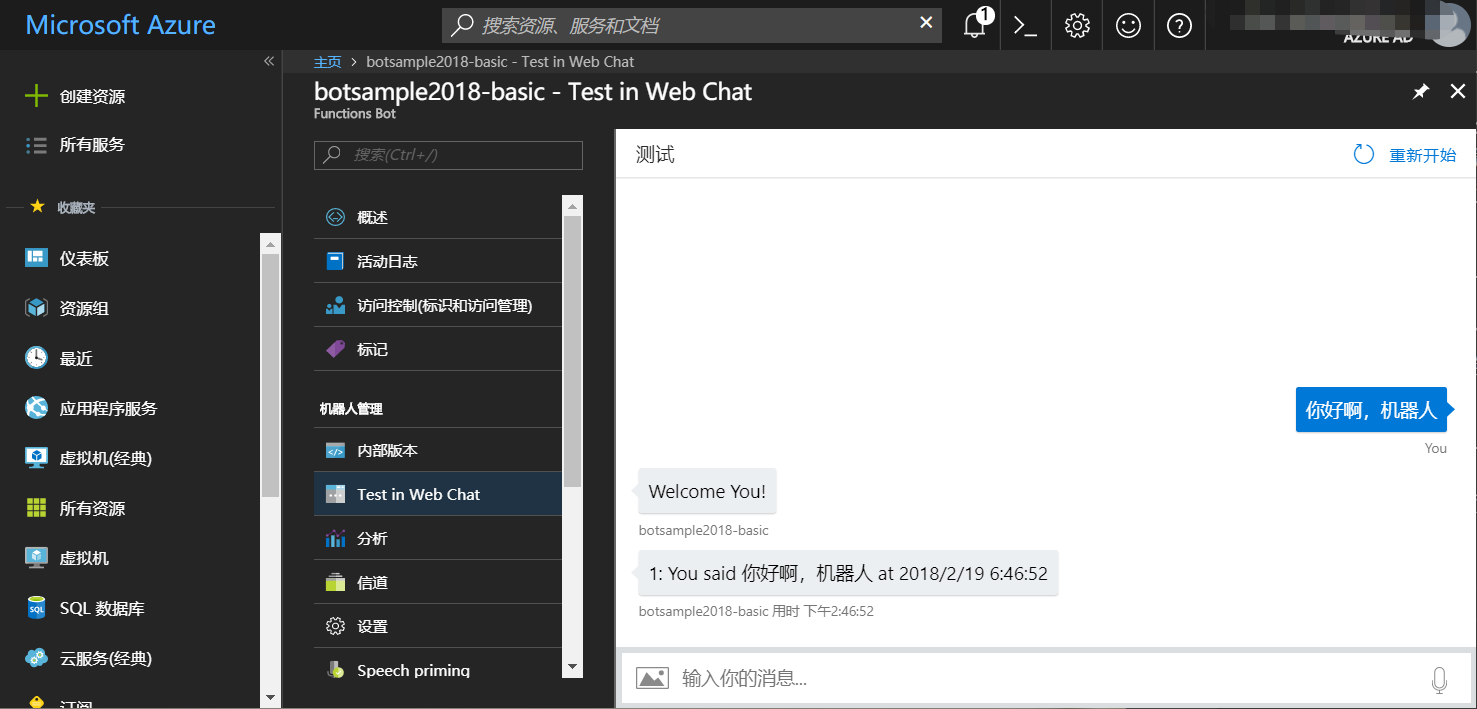 Microsoft Azure
搜索资源、服务和文档
1
AZURE AD
创建资源
所有服务
收藏夹
仪表板
资源组
最近
应用程序服务
虚拟机(经典)
所有资源
虚拟机
SQL 数据库
云服务(经典)
订阅
主页 > botsample2018-basic - Test in Web Chat
botsample2018-basic - Test in Web Chat
Functions Bot
搜索(Ctrl+/)
概述
活动日志
访问控制(标识和访问管理)
标记
机器人管理
内部版本
Test in Web Chat
分析
信道
设置
Speech priming
测试
重新开始
你好啊，机器人
You
Welcome You!
botsample2018-basic
1: You said 你好啊，机器人 at 2018/2/19 6:46:52
botsample2018-basic 用时 下午2:46:52
输入你的消息...